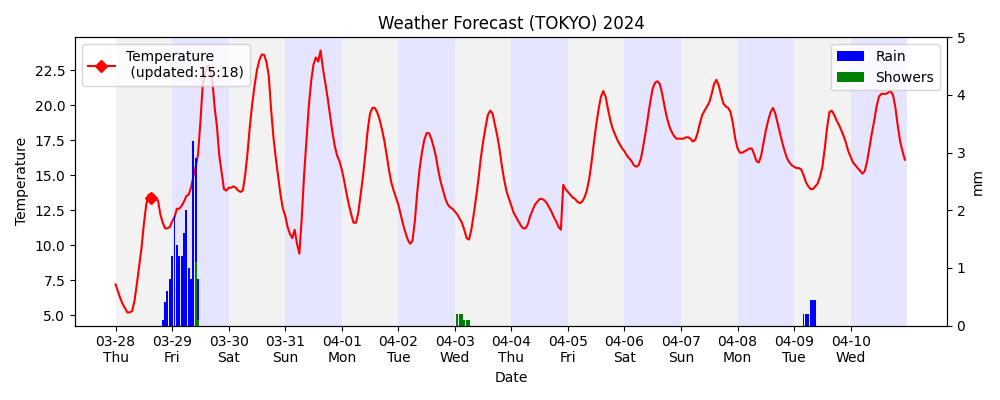 Weather Forecast (TOKYO) 2024
Temperature
(updated:15:18)
Rain
Showers
Temperature
22.5
20.0
17.5
15.0
12.5
10.0
7.5
5.0
5
4
3
2
1
0
mm
03-28 03-29 03-30 03-31 04-01 04-02 04-03 04-04 04-05 04-06 04-07 04-08 04-09 04-10
Thu Fri Sat Sun Mon Tue Wed Thu Fri Sat Sun Mon Tue Wed
Date